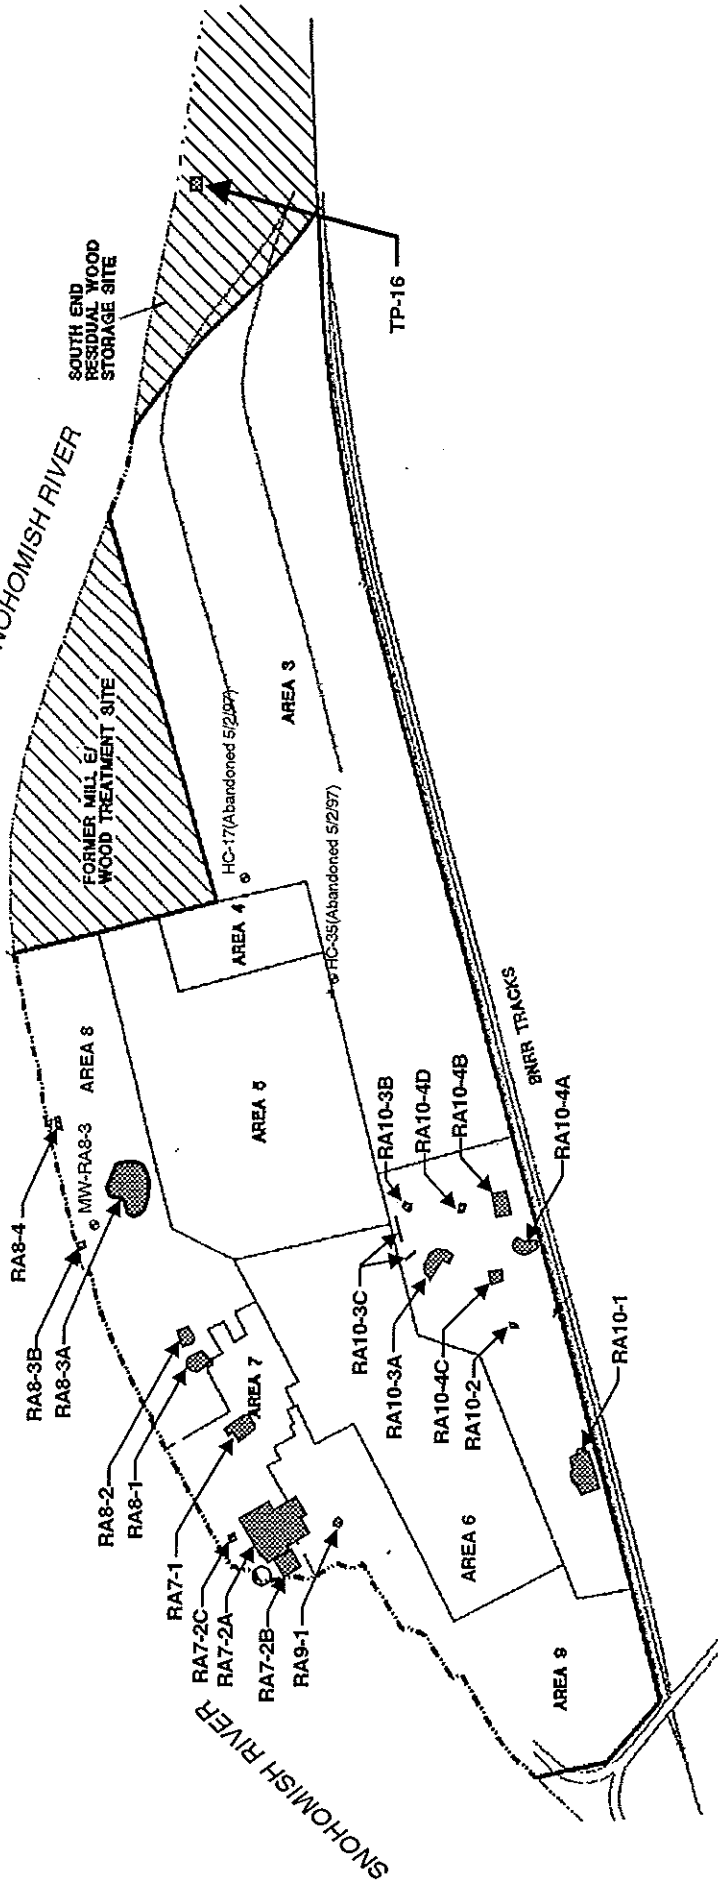 SNOHOMISH RIVER
SOUTH END
RESIDUAL WOOD
STORAGE SITE
TP-16
FORMER MILL E/
WOOD TREATMENT SITE
HC-17(Abandoned 5/2/97)
AREA 3
AREA 4
HC-35(Abandoned 5/2/97)
AREA 8
MW-RA8-3
AREA 5
RA8-4
RA8-3B
RA8-3A
RA8-2
RA8-1
RA7-1
AREA 7
RA7-2C
RA7-2A
RA7-2B
RA9-1
RA10-3B
RA10-4D
RA10-4B
BNRR TRACKS
RA10-4A
RA10-3C
RA10-3A
RA10-4C
RA10-2
RA10-1
AREA 6
AREA 9
SNOHOMISH RIVER